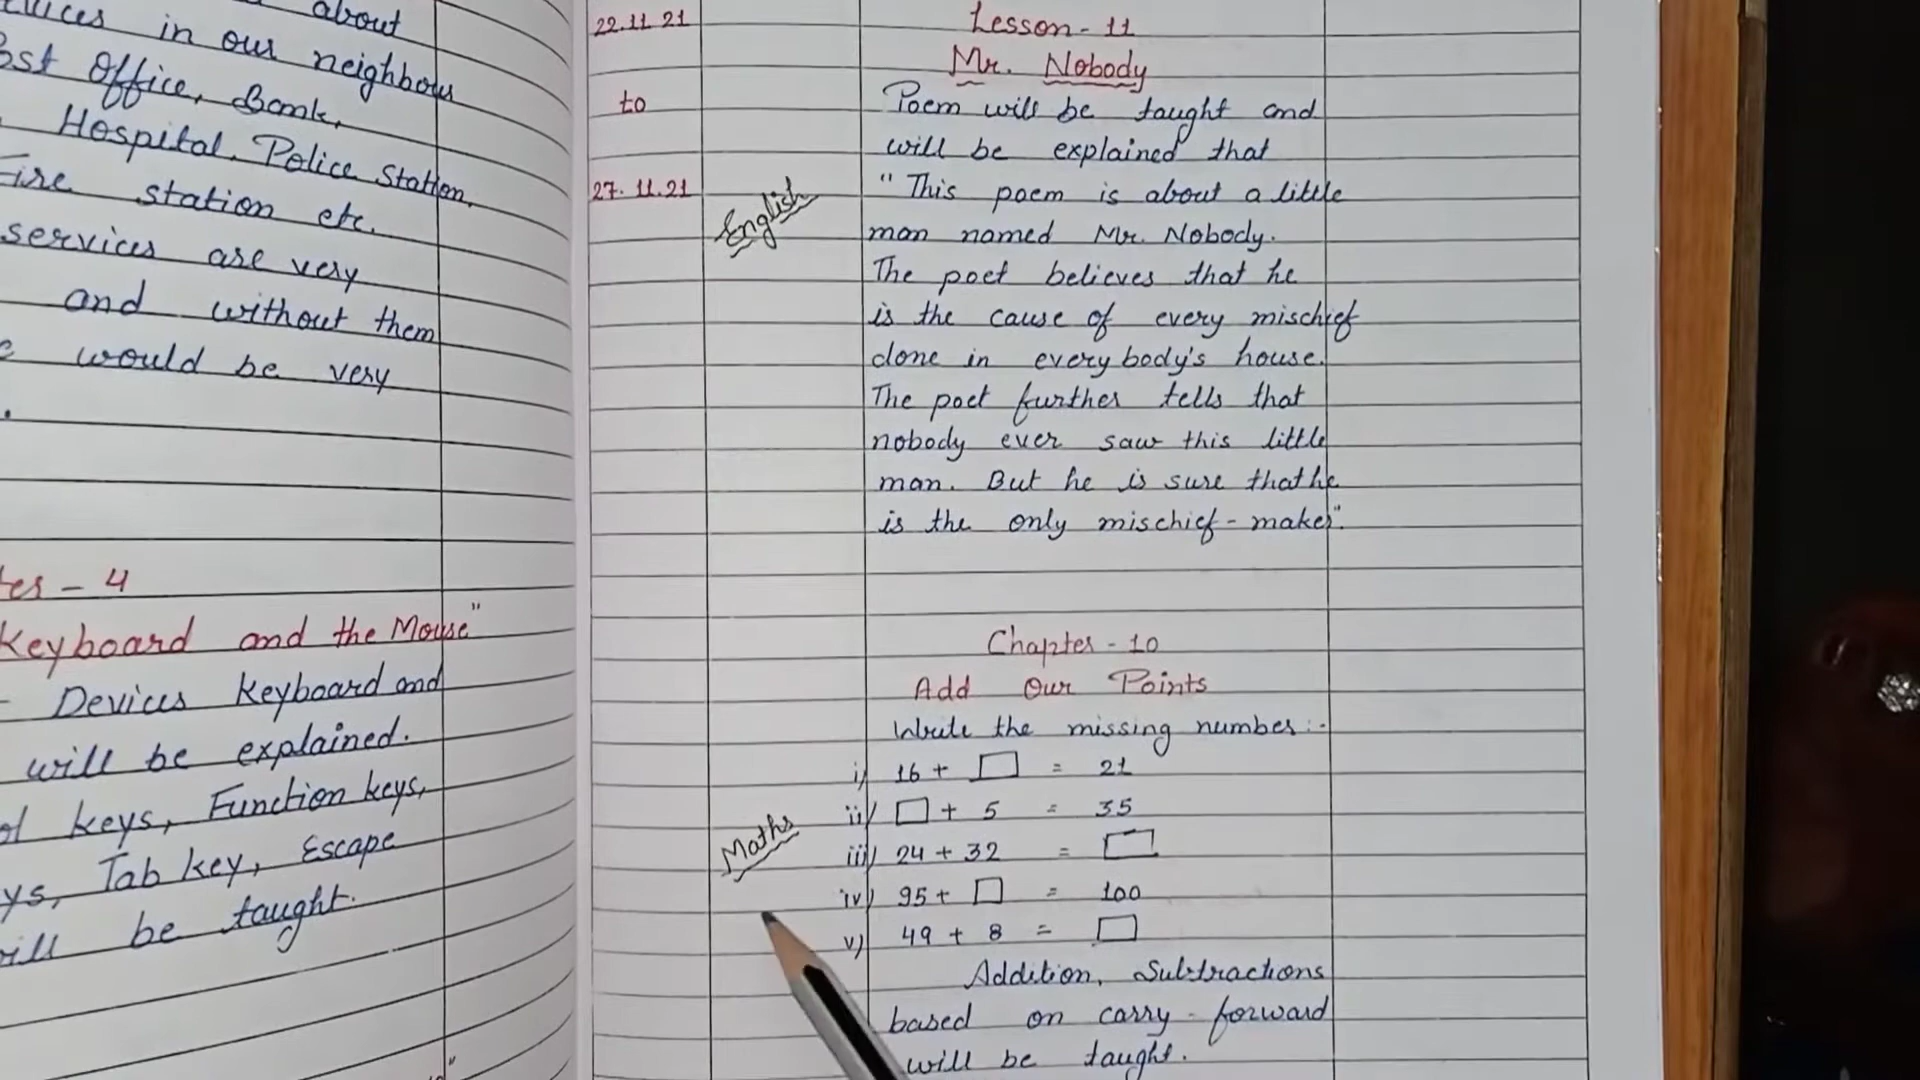 about
in our neighbour
Office, Bank,
Hospital, Police Station,
Fire station etc.
services are very
and without them
would be very
- 4
Keyboard and the Mouse"
- Devices Keyboard and
will be explained.
keys, Function keys,
Tab key, Escape
will be taught.
22.11 21
to
27.11.21
English
Lesson - 11
Mr. Nobody
Poem will be taught and
will be explained that
" This poem is about a little
man named Mr. Nobody.
The poet believes that he
is the cause of every mischief
done in everybody's house.
The poet further tells that
nobody ever saw this little
man. But he is sure that he
is the only mischief - maker".
Maths
Chapter - 10
Add Our Points
Write the missing number :-
i) 16 + □ = 21
ii) □ + 5 = 35
iii) 24 + 32 = □
iv) 95 + □ = 100
v) 49 + 8 = □
Addition, Subtractions
based on carry - forward
will be taught.